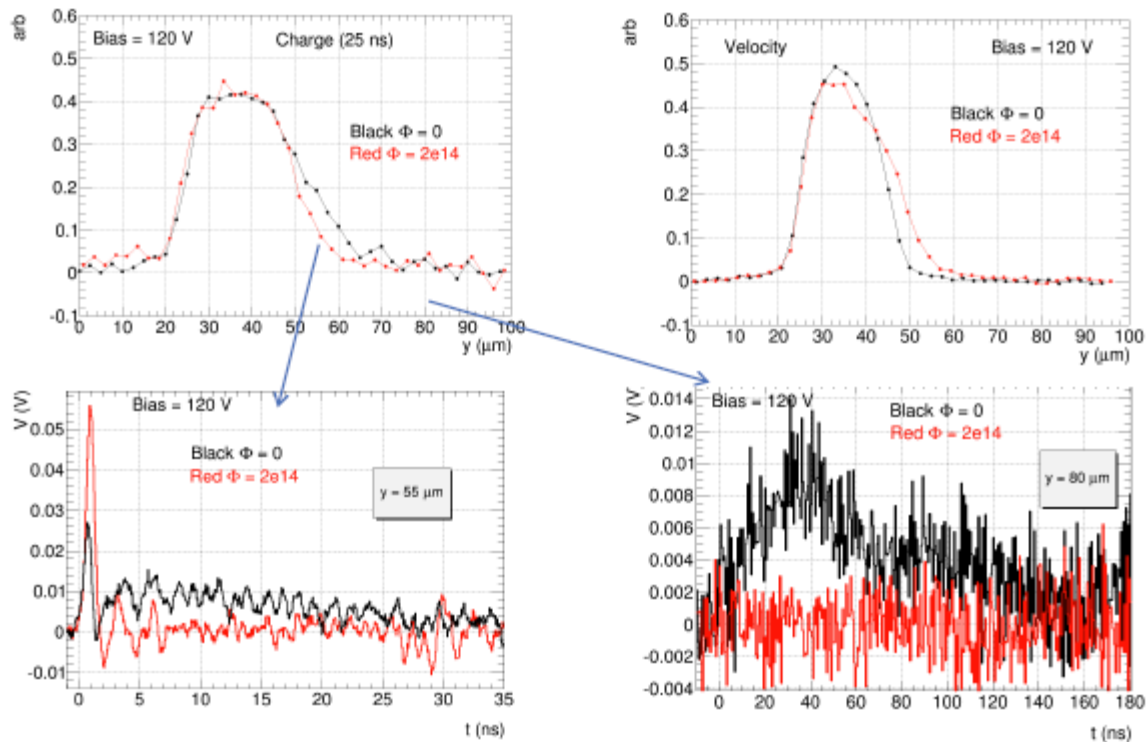 arb
0.6
Bias = 120 V
Charge (25 ns)
0.5
0.4
Black Φ = 0
0.3
Red Φ = 2e14
0.2
0.1
0
-0.1
0 10 20 30 40 50 60 70 80 90 100
y (μm)
arb
0.6
Velocity
Bias = 120 V
0.5
0.4
Black Φ = 0
0.3
Red Φ = 2e14
0.2
0.1
0
-0.1
0 10 20 30 40 50 60 70 80 90 100
y (μm)
V (V)
Bias = 120 V
0.05
Black Φ = 0
0.04
Red Φ = 2e14
y = 55 μm
0.03
0.02
0.01
0
-0.01
0 5 10 15 20 25 30 35
t (ns)
V (V)
0.014
Bias = 120 V
Black Φ = 0
0.012
Red Φ = 2e14
0.01
y = 80 μm
0.008
0.006
0.004
0.002
0
-0.002
-0.004
0 20 40 60 80 100 120 140 160 180
t (ns)